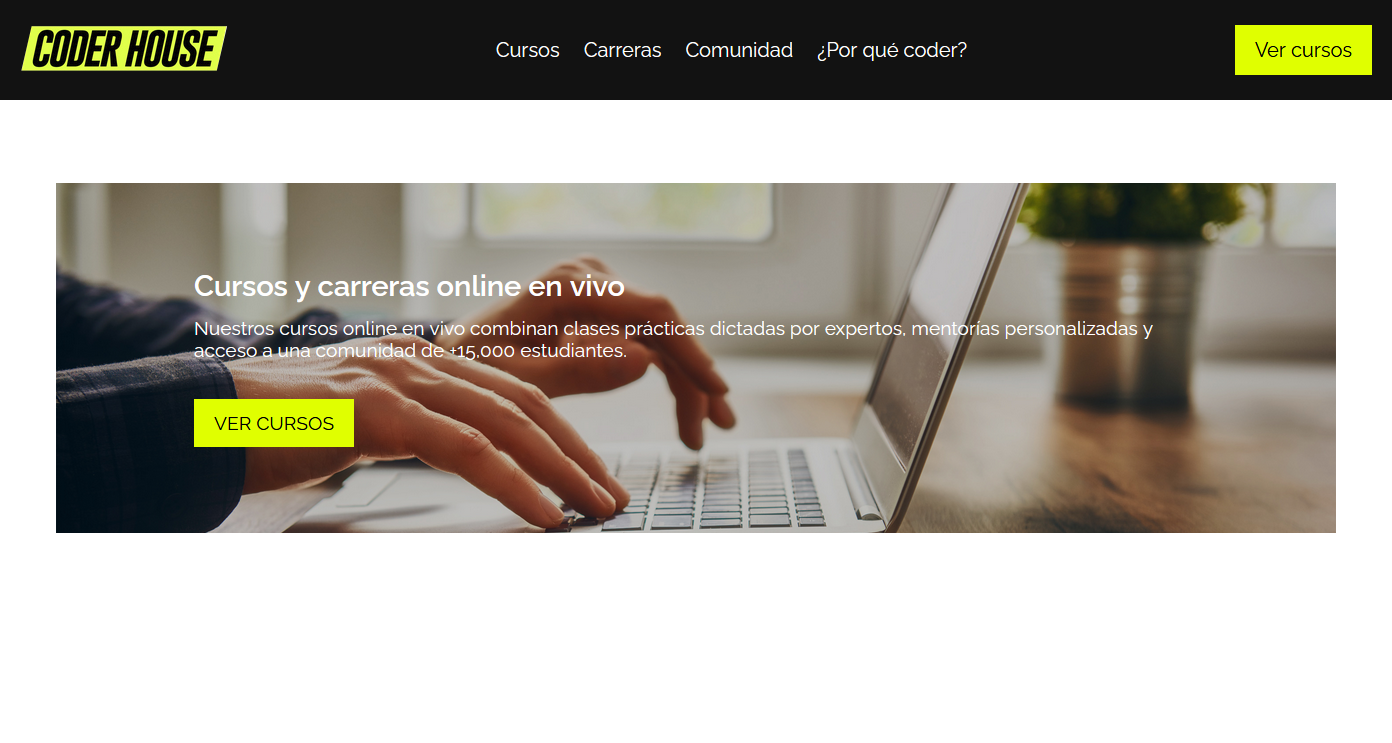 CODER HOUSE
Cursos Carreras Comunidad ¿Por qué coder?
Ver cursos
Cursos y carreras online en vivo
Nuestros cursos online en vivo combinan clases prácticas dictadas por expertos, mentorías personalizadas y
acceso a una comunidad de +15,000 estudiantes.
VER CURSOS